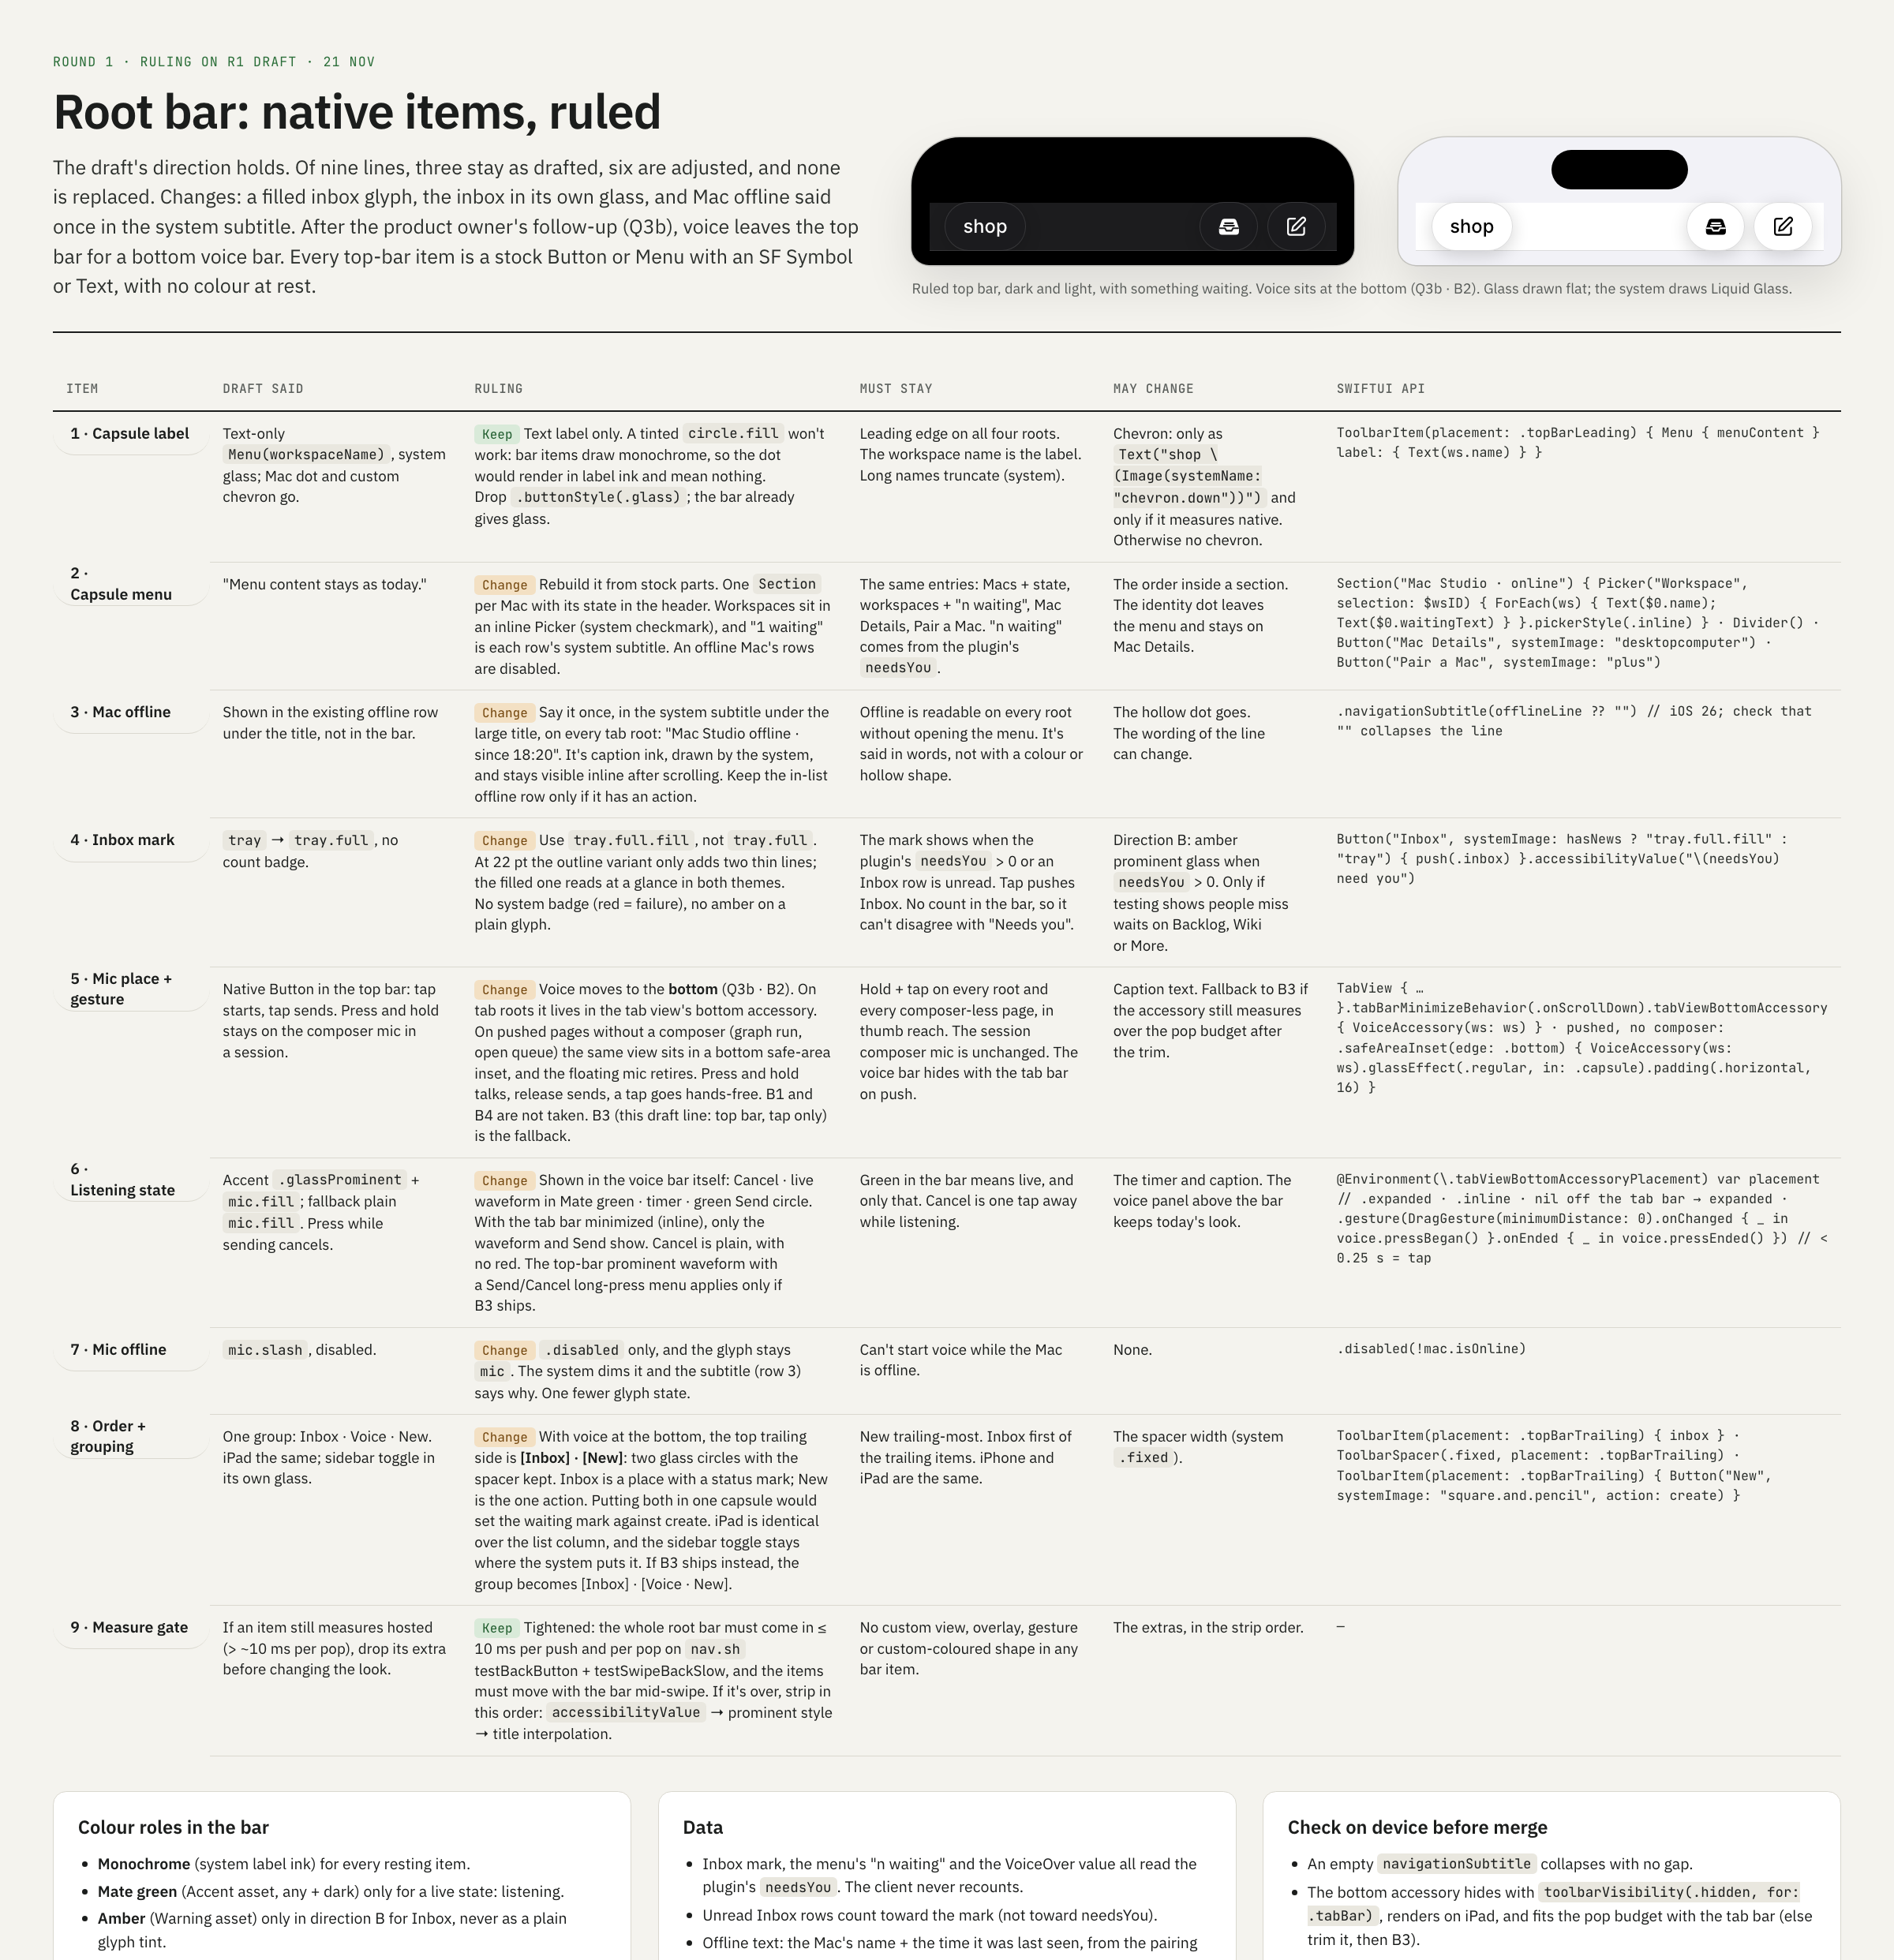 ROUND 1 · RULING ON R1 DRAFT · 21 NOV
Root bar: native items, ruled
The draft's direction holds. Of nine lines, three stay as drafted, six are adjusted, and none
is replaced. Changes: a filled inbox glyph, the inbox in its own glass, and Mac offline said
once in the system subtitle. After the product owner's follow-up (Q3b), voice leaves the top
bar for a bottom voice bar. Every top-bar item is a stock Button or Menu with an SF Symbol
or Text, with no colour at rest.
shop
shop
Ruled top bar, dark and light, with something waiting. Voice sits at the bottom (Q3b · B2). Glass drawn flat; the system draws Liquid Glass.
ITEM
DRAFT SAID
RULING
MUST STAY
MAY CHANGE
SWIFTUI API
1 · Capsule label
Text-only
Menu(workspaceName), system
glass; Mac dot and custom
chevron go.
Keep Text label only. A tinted circle.fill won't
work: bar items draw monochrome, so the dot
would render in label ink and mean nothing.
Drop .buttonStyle(.glass); the bar already
gives glass.
Leading edge on all four roots.
The workspace name is the label.
Long names truncate (system).
Chevron: only as
Text("shop \
(Image(systemName:
"chevron.down"))") and
only if it measures native.
Otherwise no chevron.
ToolbarItem(placement: .topBarLeading) { Menu { menuContent }
label: { Text(ws.name) } }
2 ·
Capsule menu
"Menu content stays as today."
Change Rebuild it from stock parts. One Section
per Mac with its state in the header. Workspaces sit in
an inline Picker (system checkmark), and "1 waiting"
is each row's system subtitle. An offline Mac's rows
are disabled.
The same entries: Macs + state,
workspaces + "n waiting", Mac
Details, Pair a Mac. "n waiting"
comes from the plugin's
needsYou.
The order inside a section.
The identity dot leaves
the menu and stays on
Mac Details.
Section("Mac Studio · online") { Picker("Workspace",
selection: $wsID) { ForEach(ws) { Text($0.name);
Text($0.waitingText) } }.pickerStyle(.inline) } · Divider() ·
Button("Mac Details", systemImage: "desktopcomputer") ·
Button("Pair a Mac", systemImage: "plus")
3 · Mac offline
Shown in the existing offline row
under the title, not in the bar.
Change Say it once, in the system subtitle under the
large title, on every tab root: "Mac Studio offline ·
since 18:20". It's caption ink, drawn by the system,
and stays visible inline after scrolling. Keep the in-list
offline row only if it has an action.
Offline is readable on every root
without opening the menu. It's
said in words, not with a colour or
hollow shape.
The hollow dot goes.
The wording of the line
can change.
.navigationSubtitle(offlineLine ?? "") // iOS 26; check that
"" collapses the line
4 · Inbox mark
tray → tray.full, no
count badge.
Change Use tray.full.fill, not tray.full.
At 22 pt the outline variant only adds two thin lines;
the filled one reads at a glance in both themes.
No system badge (red = failure), no amber on a
plain glyph.
The mark shows when the
plugin's needsYou > 0 or an
Inbox row is unread. Tap pushes
Inbox. No count in the bar, so it
can't disagree with "Needs you".
Direction B: amber
prominent glass when
needsYou > 0. Only if
testing shows people miss
waits on Backlog, Wiki
or More.
Button("Inbox", systemImage: hasNews ? "tray.full.fill" :
"tray") { push(.inbox) }.accessibilityValue("\(needsYou)
need you")
5 · Mic place +
gesture
Native Button in the top bar: tap
starts, tap sends. Press and hold
stays on the composer mic in
a session.
Change Voice moves to the bottom (Q3b · B2). On
tab roots it lives in the tab view's bottom accessory.
On pushed pages without a composer (graph run,
open queue) the same view sits in a bottom safe-area
inset, and the floating mic retires. Press and hold
talks, release sends, a tap goes hands-free. B1 and
B4 are not taken. B3 (this draft line: top bar, tap only)
is the fallback.
Hold + tap on every root and
every composer-less page, in
thumb reach. The session
composer mic is unchanged. The
voice bar hides with the tab bar
on push.
Caption text. Fallback to B3 if
the accessory still measures
over the pop budget after
the trim.
TabView { …
}.tabBarMinimizeBehavior(.onScrollDown).tabViewBottomAccessory
{ VoiceAccessory(ws: ws) } · pushed, no composer:
.safeAreaInset(edge: .bottom) { VoiceAccessory(ws:
ws).glassEffect(.regular, in: .capsule).padding(.horizontal,
16) }
6 ·
Listening state
Accent .glassProminent +
mic.fill; fallback plain
mic.fill. Press while
sending cancels.
Change Shown in the voice bar itself: Cancel · live
waveform in Mate green · timer · green Send circle.
With the tab bar minimized (inline), only the
waveform and Send show. Cancel is plain, with
no red. The top-bar prominent waveform with
a Send/Cancel long-press menu applies only if
B3 ships.
Green in the bar means live, and
only that. Cancel is one tap away
while listening.
The timer and caption. The
voice panel above the bar
keeps today's look.
@Environment(\.tabViewBottomAccessoryPlacement) var placement
// .expanded · .inline · nil off the tab bar → expanded ·
.gesture(DragGesture(minimumDistance: 0).onChanged { _ in
voice.pressBegan() }.onEnded { _ in voice.pressEnded() }) // <
0.25 s = tap
7 · Mic offline
mic.slash, disabled.
Change .disabled only, and the glyph stays
mic. The system dims it and the subtitle (row 3)
says why. One fewer glyph state.
Can't start voice while the Mac
is offline.
None.
.disabled(!mac.isOnline)
8 · Order +
grouping
One group: Inbox · Voice · New.
iPad the same; sidebar toggle in
its own glass.
Change With voice at the bottom, the top trailing
side is [Inbox] · [New]: two glass circles with the
spacer kept. Inbox is a place with a status mark; New
is the one action. Putting both in one capsule would
set the waiting mark against create. iPad is identical
over the list column, and the sidebar toggle stays
where the system puts it. If B3 ships instead, the
group becomes [Inbox] · [Voice · New].
New trailing-most. Inbox first of
the trailing items. iPhone and
iPad are the same.
The spacer width (system
.fixed).
ToolbarItem(placement: .topBarTrailing) { inbox } ·
ToolbarSpacer(.fixed, placement: .topBarTrailing) ·
ToolbarItem(placement: .topBarTrailing) { Button("New",
systemImage: "square.and.pencil", action: create) }
9 · Measure gate
If an item still measures hosted
(> ~10 ms per pop), drop its extra
before changing the look.
Keep Tightened: the whole root bar must come in ≤
10 ms per push and per pop on nav.sh
testBackButton + testSwipeBackSlow, and the items
must move with the bar mid-swipe. If it's over, strip in
this order: accessibilityValue → prominent style
→ title interpolation.
No custom view, overlay, gesture
or custom-coloured shape in any
bar item.
The extras, in the strip order.
—
Colour roles in the bar
• Monochrome (system label ink) for every resting item.
• Mate green (Accent asset, any + dark) only for a live state: listening.
• Amber (Warning asset) only in direction B for Inbox, never as a plain
glyph tint.
Data
• Inbox mark, the menu's "n waiting" and the VoiceOver value all read the
plugin's needsYou. The client never recounts.
• Unread Inbox rows count toward the mark (not toward needsYou).
• Offline text: the Mac's name + the time it was last seen, from the pairing
Check on device before merge
• An empty navigationSubtitle collapses with no gap.
• The bottom accessory hides with toolbarVisibility(.hidden, for:
.tabBar), renders on iPad, and fits the pop budget with the tab bar (else
trim it, then B3).